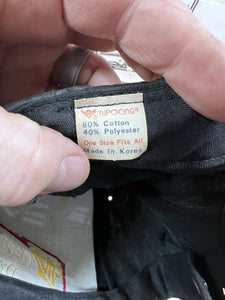 YUPOONG®
60% Cotton
40% Polyester
One Size Fits All
Made in Korea